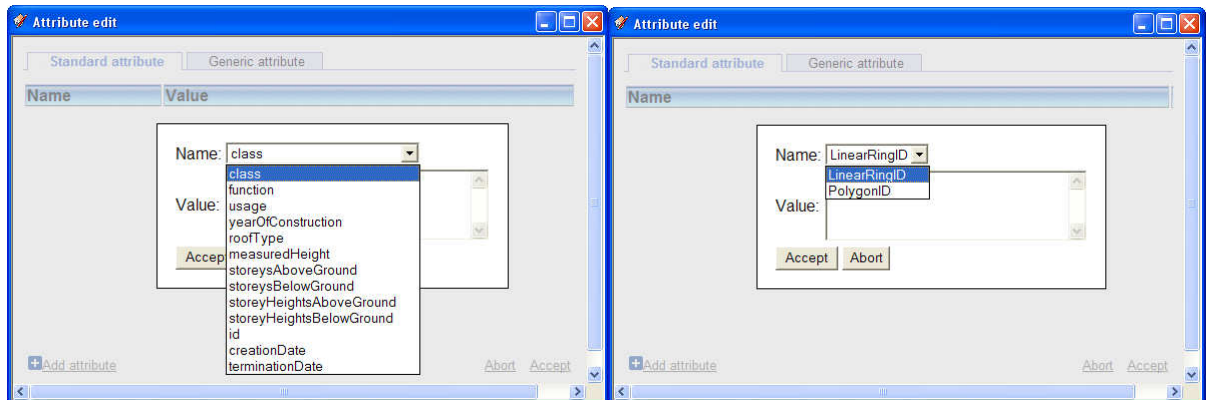 Attribute edit
Standard attribute Generic attribute
Name Value
Name: class
class
function
Value: usage
yearOfConstruction
roofType
measuredHeight
storeysAboveGround
storeysBelowGround
storeyHeightsAboveGround
storeyHeightsBelowGround
id
creationDate
terminationDate
Add attribute Abort Accept
Attribute edit
Standard attribute Generic attribute
Name
Name: LinearRingID
LinearRingID
PolygonID
Value:
Accept Abort
Add attribute Abort Accept